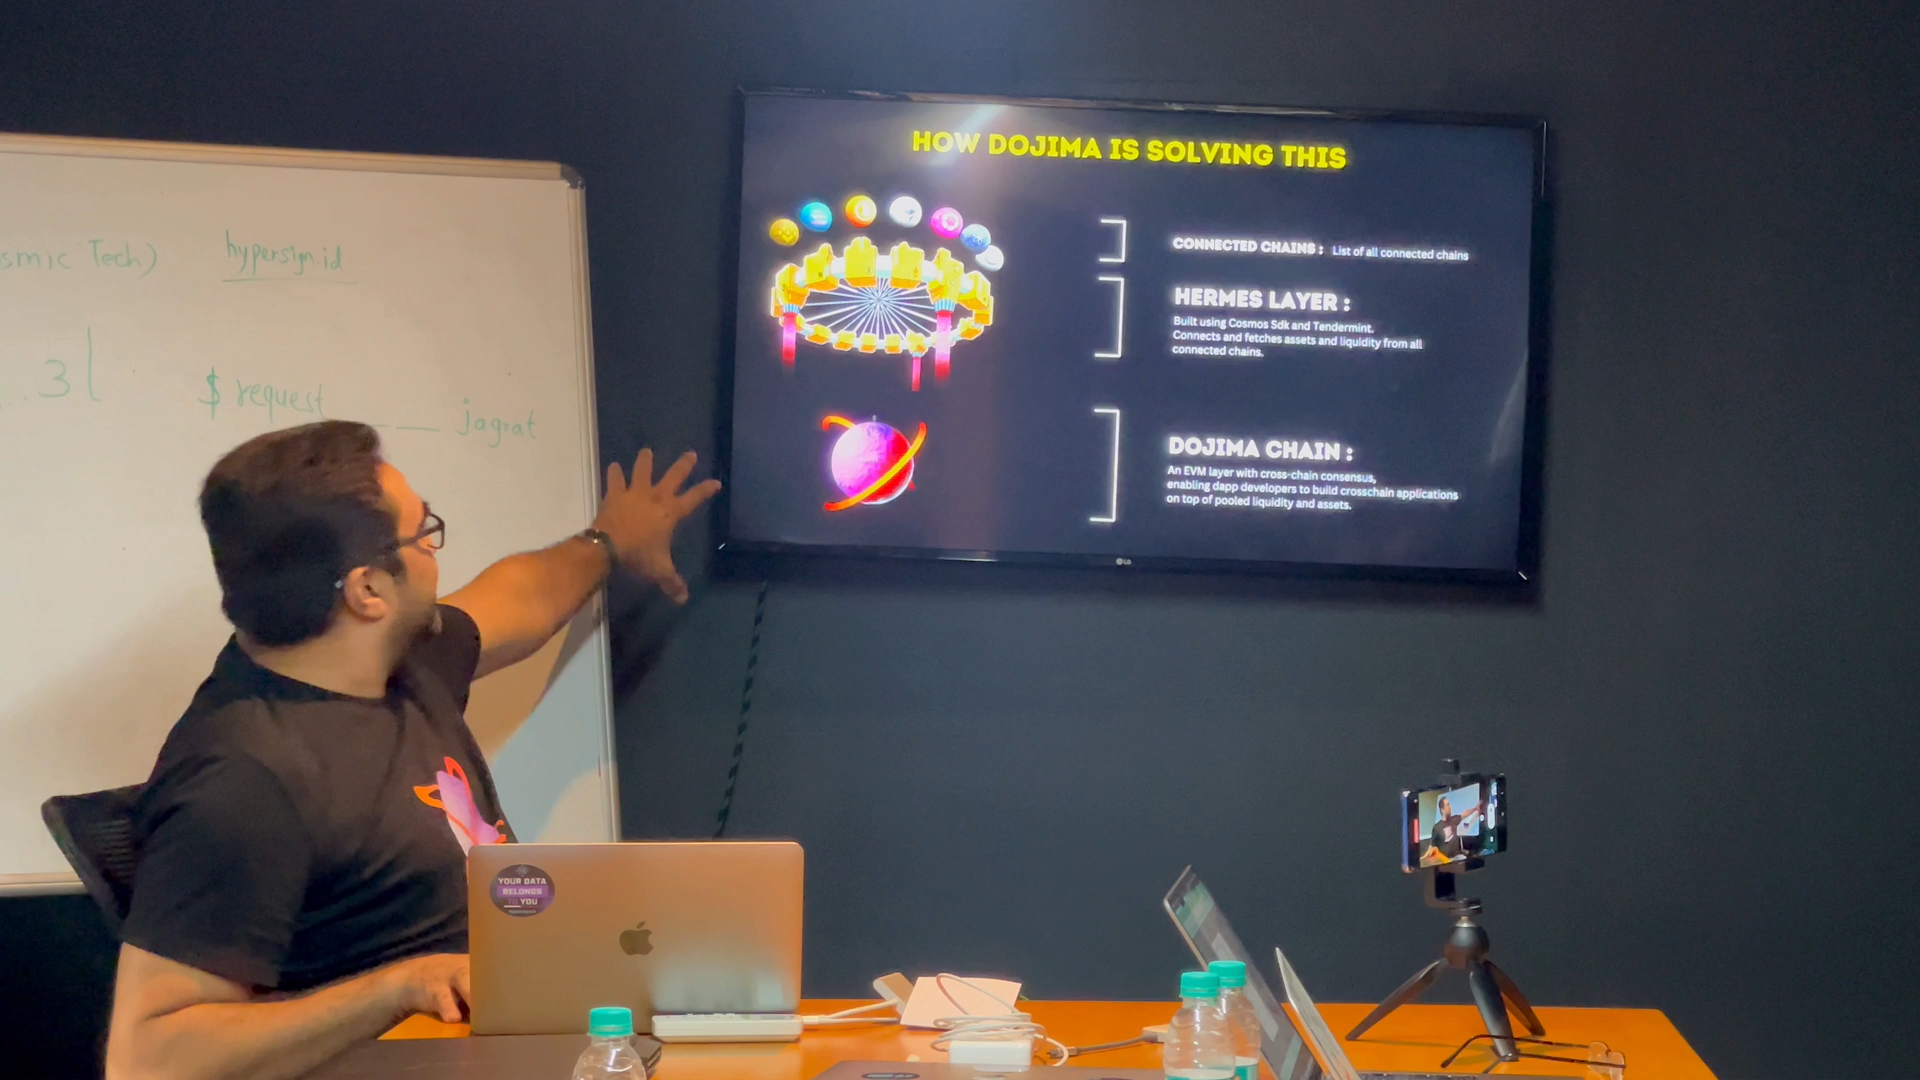 smic Tech)
hypersign.id
3
$ request
jagrat
HOW DOJIMA IS SOLVING THIS
CONNECTED CHAINS : List of all connected chains
HERMES LAYER :
Built using Cosmos Sdk and Tendermint.
Connects and fetches assets and liquidity from all
connected chains.
DOJIMA CHAIN :
An EVM layer with cross-chain consensus,
enabling dapp developers to build crosschain applications
on top of pooled liquidity and assets.
LG
YOUR DATA
BELONGS
TO YOU